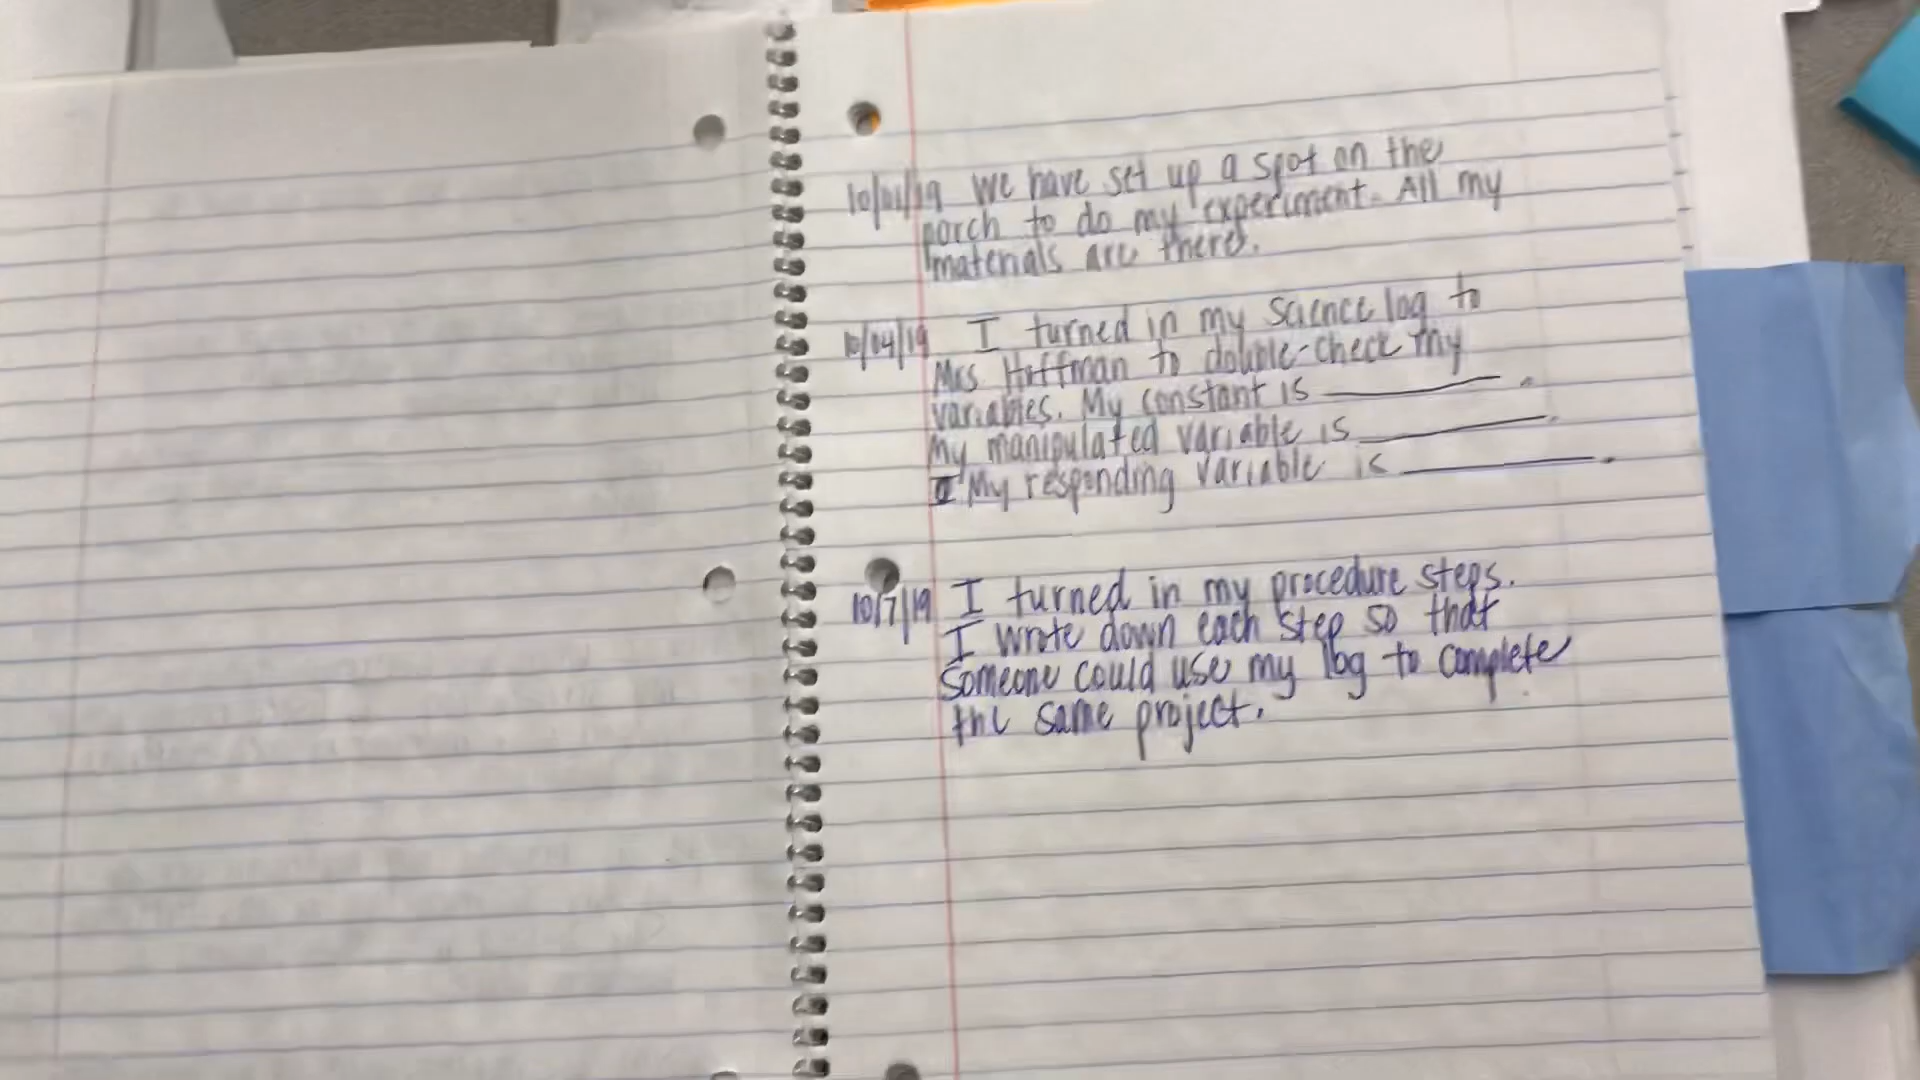 10/01/19 We have set up a spot on the
porch to do my experiment. All my
materials are there.
10/04/19 I turned in my science log to
Mrs. Hoffman to double-check my
variables. My constant is ________.
My manipulated variable is ________.
My responding variable is ________.
10/7/19 I turned in my procedure steps.
I wrote down each step so that
someone could use my log to complete
the same project.